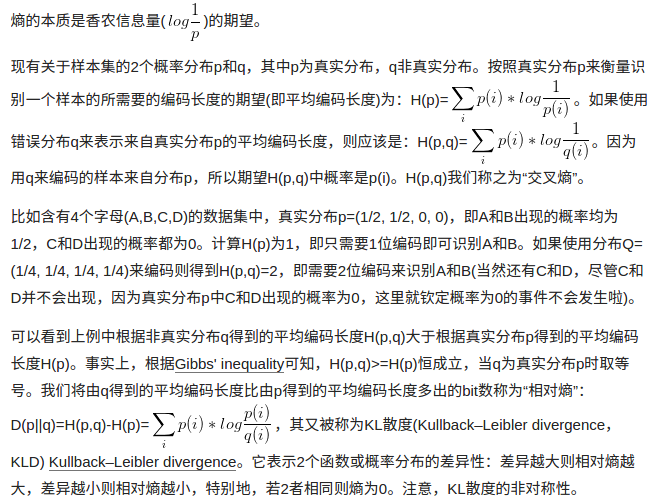 熵的本质是香农信息量(log 1/p)的期望。
现有关于样本集的2个概率分布p和q，其中p为真实分布，q非真实分布。按照真实分布p来衡量识
别一个样本的所需要的编码长度的期望(即平均编码长度)为：H(p)=∑_i p(i) * log 1/p(i)。如果使用
错误分布q来表示来自真实分布p的平均编码长度，则应该是：H(p,q)=∑_i p(i) * log 1/q(i)。因为
用q来编码的样本来自分布p，所以期望H(p,q)中概率是p(i)。H(p,q)我们称之为“交叉熵”。
比如含有4个字母(A,B,C,D)的数据集中，真实分布p=(1/2, 1/2, 0, 0)，即A和B出现的概率均为
1/2，C和D出现的概率都为0。计算H(p)为1，即只需要1位编码即可识别A和B。如果使用分布Q=
(1/4, 1/4, 1/4, 1/4)来编码则得到H(p,q)=2，即需要2位编码来识别A和B(当然还有C和D，尽管C和
D并不会出现，因为真实分布p中C和D出现的概率为0，这里就钦定概率为0的事件不会发生啦)。
可以看到上例中根据非真实分布q得到的平均编码长度H(p,q)大于根据真实分布p得到的平均编码
长度H(p)。事实上，根据Gibbs' inequality可知，H(p,q)>=H(p)恒成立，当q为真实分布p时取等
号。我们将由q得到的平均编码长度比由p得到的平均编码长度多出的bit数称为“相对熵”：
D(p||q)=H(p,q)-H(p)=∑_i p(i) * log p(i)/q(i)，其又被称为KL散度(Kullback–Leibler divergence，
KLD) Kullback–Leibler divergence。它表示2个函数或概率分布的差异性：差异越大则相对熵越
大，差异越小则相对熵越小，特别地，若2者相同则熵为0。注意，KL散度的非对称性。